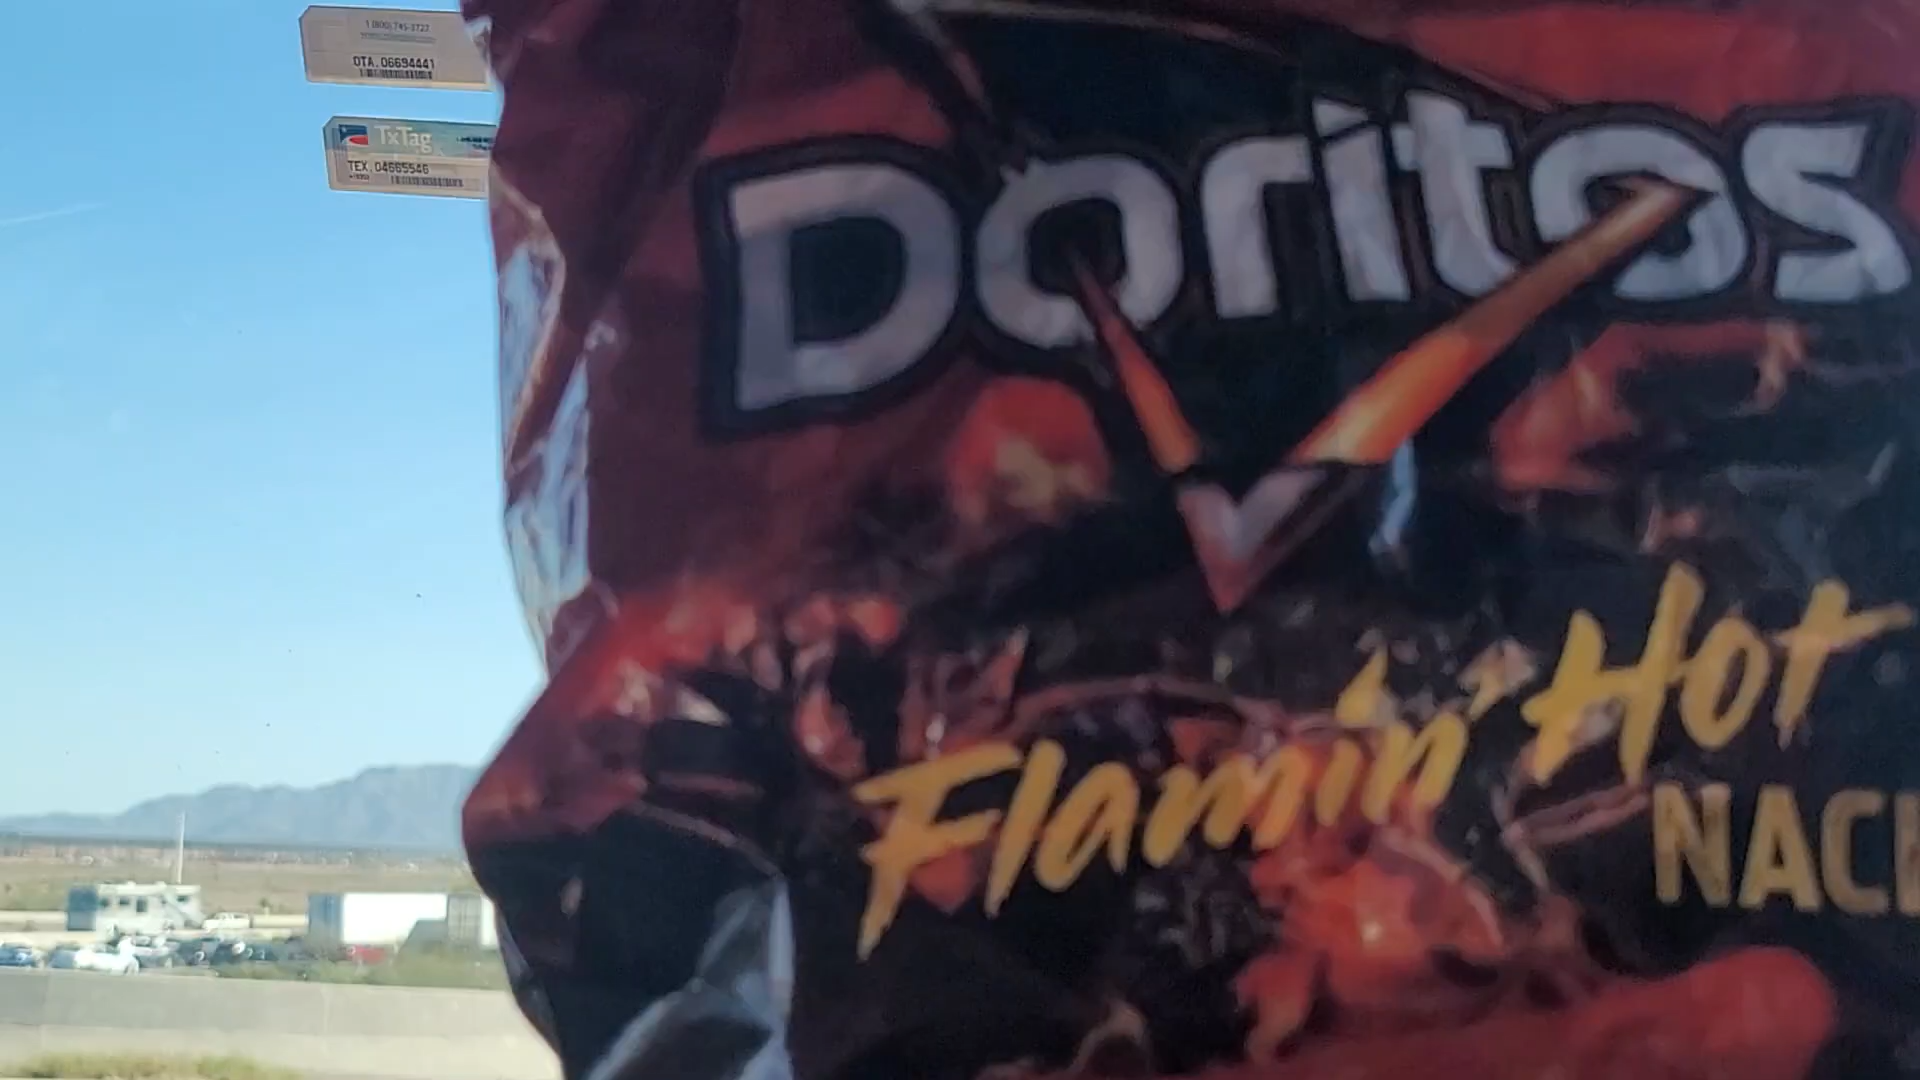 1 (800) 745-3727
OTA. 06694441
TxTag
TEX. 04665546
Doritos
Flamin' Hot
NAC